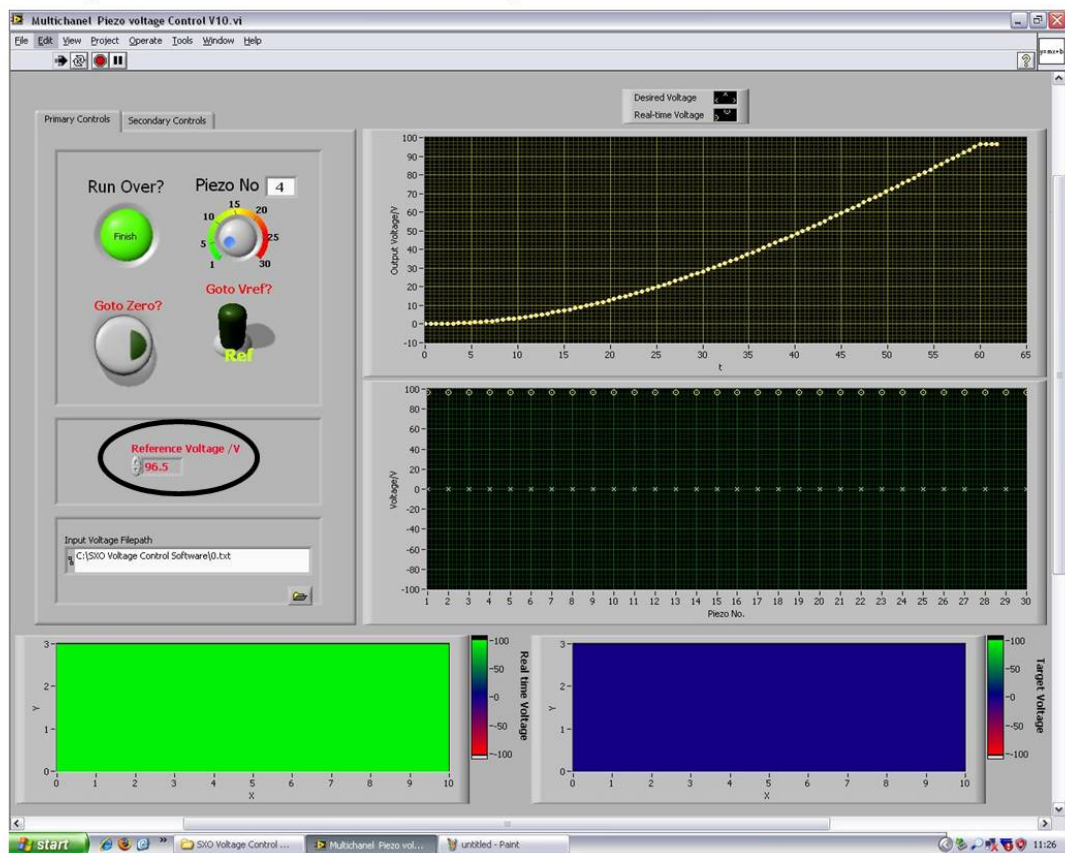 Multichanel Piezo voltage Control V10.vi
File Edit View Project Operate Tools Window Help
y=mx+b
Primary Controls
Secondary Controls
Run Over?
Finish
Piezo No 4
1 5 10 15 20 25 30
Goto Zero?
Goto Vref?
Ref
Reference Voltage /V
96.5
Input Voltage Filepath
C:\SXO Voltage Control Software\0.txt
Desired Voltage
Real-time Voltage
Output Voltage/V
100
90
80
70
60
50
40
30
20
10
0
-10
0 5 10 15 20 25 30 35 40 45 50 55 60 65
t
Voltage/V
100
80
60
40
20
0
-20
-40
-60
-80
-100
1 2 3 4 5 6 7 8 9 10 11 12 13 14 15 16 17 18 19 20 21 22 23 24 25 26 27 28 29 30
Piezo No.
Y
3
2
1
0
0 1 2 3 4 5 6 7 8 9 10
X
-100
-50
-0
--50
--100
Real time Voltage
Y
3
2
1
0
0 1 2 3 4 5 6 7 8 9 10
X
-100
-50
-0
--50
--100
Target Voltage
start
SXO Voltage Control ...
Multichanel Piezo vol...
untitled - Paint
11:26